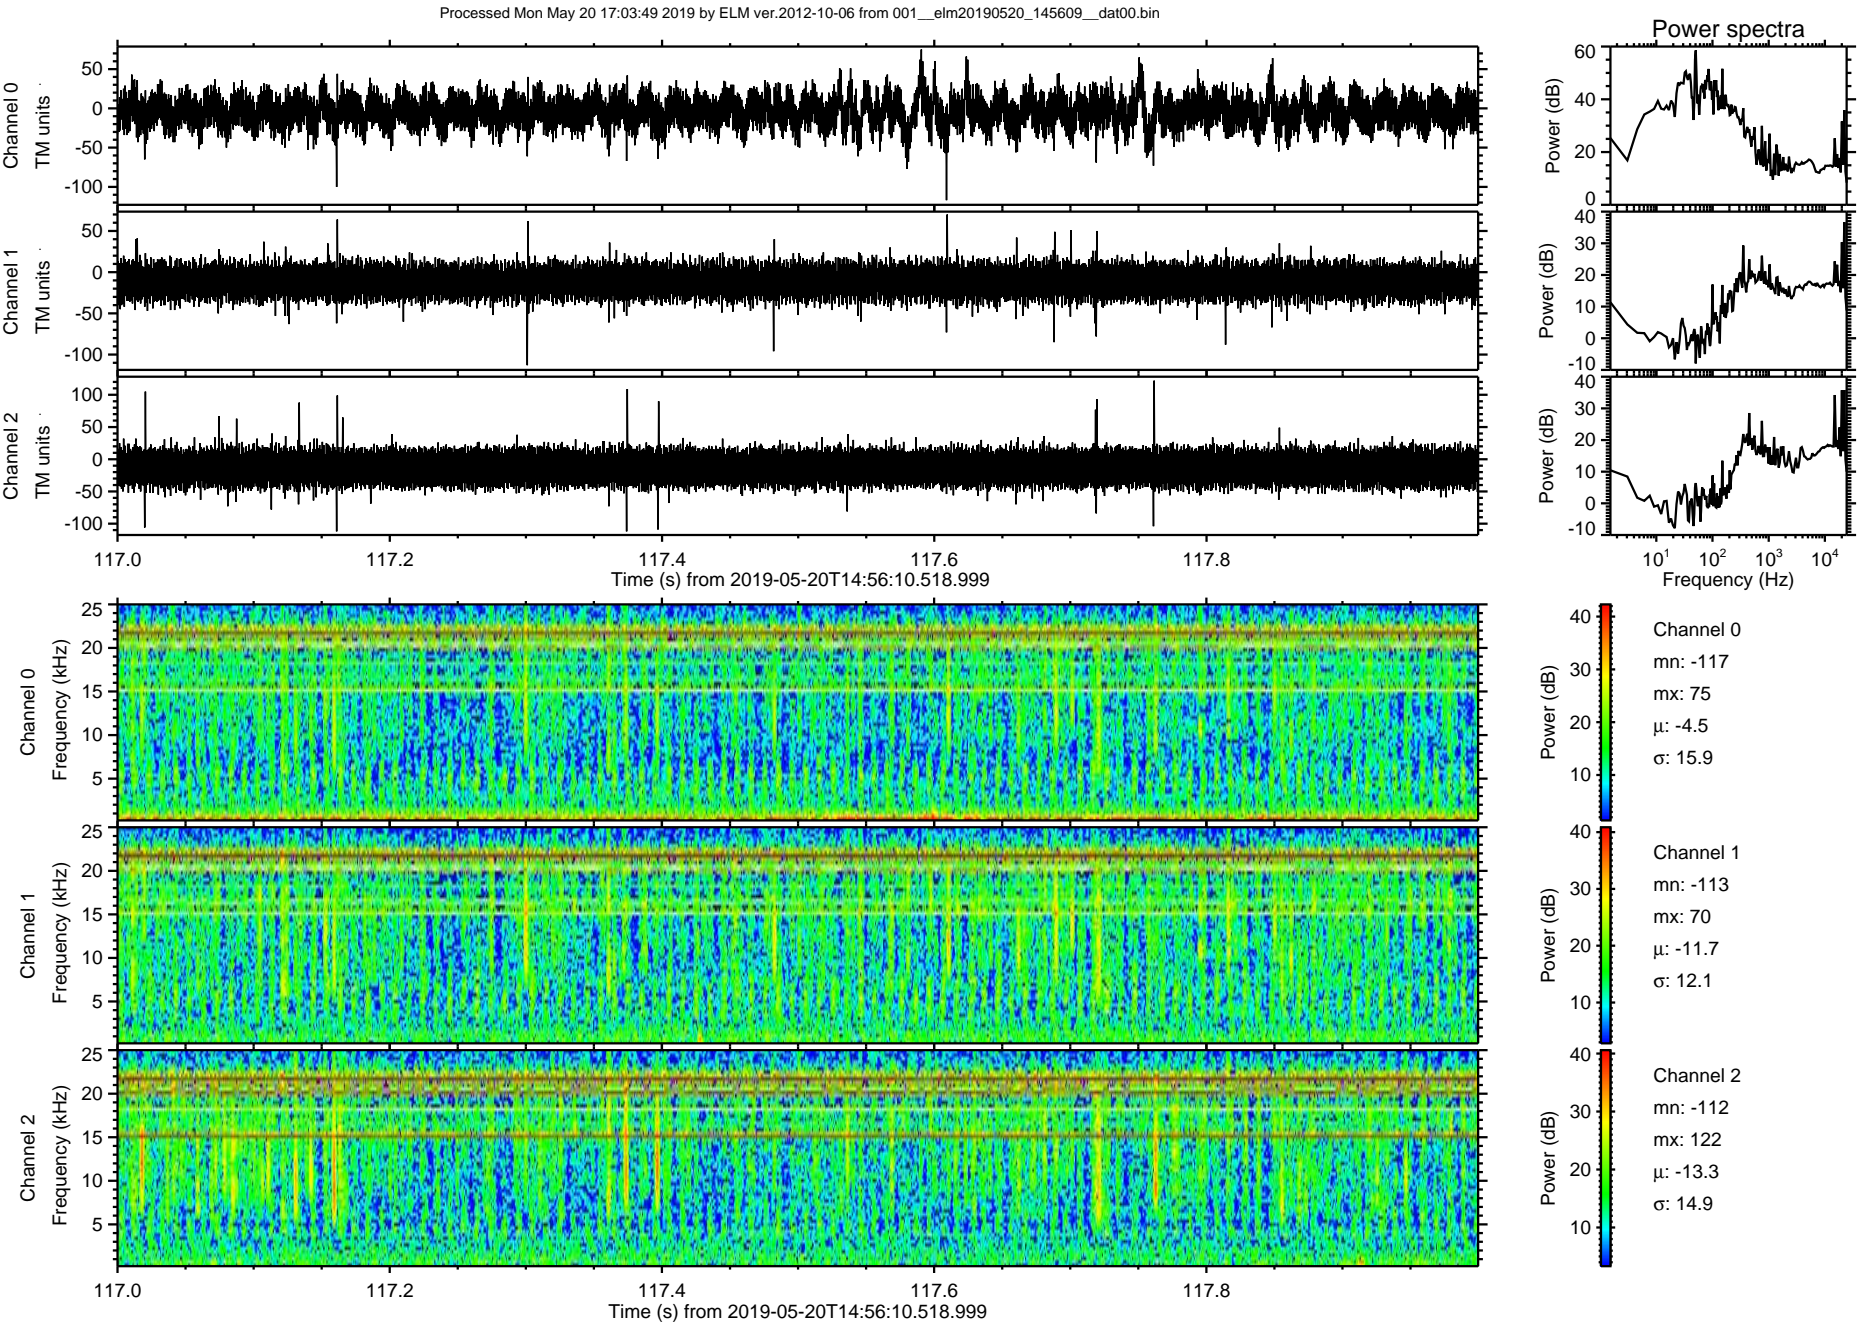 Processed Mon May 20 17:03:49 2019 by ELM ver.2012-10-06 from 001__elm20190520_145609__dat00.bin
Power spectra
Channel 0
TM units
50
0
-50
-100
Power (dB)
60
40
20
0
Channel 1
TM units
50
0
-50
-100
Power (dB)
40
30
20
10
0
-10
Channel 2
TM units
100
50
0
-50
-100
Power (dB)
40
30
20
10
0
-10
117.0 117.2 117.4 117.6 117.8
Time (s) from 2019-05-20T14:56:10.518.999
10^1 10^2 10^3 10^4
Frequency (Hz)
Channel 0
Frequency (kHz)
25
20
15
10
5
Power (dB)
40
30
20
10
Channel 0
mn: -117
mx: 75
μ: -4.5
σ: 15.9
Channel 1
Frequency (kHz)
25
20
15
10
5
Power (dB)
40
30
20
10
Channel 1
mn: -113
mx: 70
μ: -11.7
σ: 12.1
Channel 2
Frequency (kHz)
25
20
15
10
5
Power (dB)
40
30
20
10
Channel 2
mn: -112
mx: 122
μ: -13.3
σ: 14.9
117.0 117.2 117.4 117.6 117.8
Time (s) from 2019-05-20T14:56:10.518.999